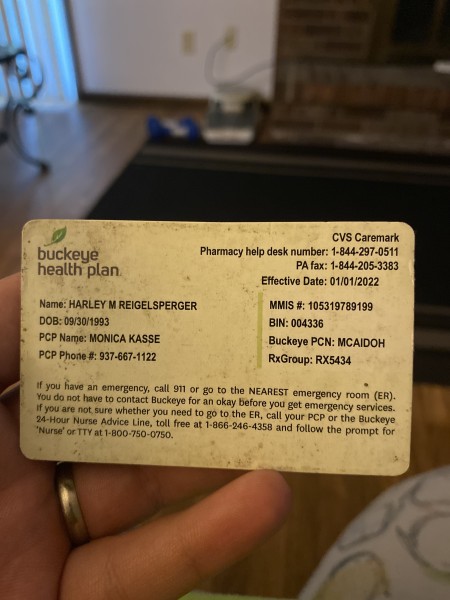 buckeye
health plan
CVS Caremark
Pharmacy help desk number: 1-844-297-0511
PA fax: 1-844-205-3383
Effective Date: 01/01/2022
Name: HARLEY M REIGELSPERGER
DOB: 09/30/1993
PCP Name: MONICA KASSE
PCP Phone #: 937-667-1122
MMIS #: 105319789199
BIN: 004336
Buckeye PCN: MCAIDOH
RxGroup: RX5434
If you have an emergency, call 911 or go to the NEAREST emergency room (ER).
You do not have to contact Buckeye for an okay before you get emergency services.
If you are not sure whether you need to go to the ER, call your PCP or the Buckeye
24-Hour Nurse Advice Line, toll free at 1-866-246-4358 and follow the prompt for
'Nurse' or TTY at 1-800-750-0750.